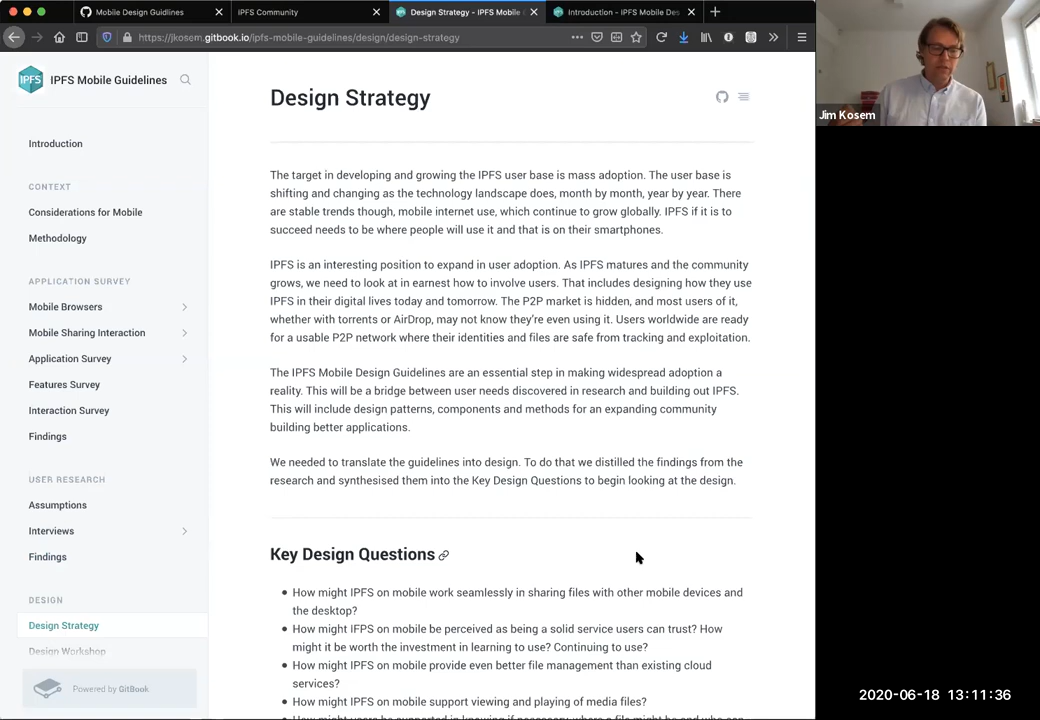 Mobile Design Guidlines
IPFS Community
Design Strategy - IPFS Mobile
Introduction - IPFS Mobile Des
https://jkosem.gitbook.io/ipfs-mobile-guidelines/design/design-strategy
IPFS
IPFS Mobile Guidelines
Introduction
CONTEXT
Considerations for Mobile
Methodology
APPLICATION SURVEY
Mobile Browsers
Mobile Sharing Interaction
Application Survey
Features Survey
Interaction Survey
Findings
USER RESEARCH
Assumptions
Interviews
Findings
DESIGN
Design Strategy
Design Workshop
Powered by GitBook
Design Strategy
The target in developing and growing the IPFS user base is mass adoption. The user base is
shifting and changing as the technology landscape does, month by month, year by year. There
are stable trends though, mobile internet use, which continue to grow globally. IPFS if it is to
succeed needs to be where people will use it and that is on their smartphones.
IPFS is an interesting position to expand in user adoption. As IPFS matures and the community
grows, we need to look at in earnest how to involve users. That includes designing how they use
IPFS in their digital lives today and tomorrow. The P2P market is hidden, and most users of it,
whether with torrents or AirDrop, may not know they're even using it. Users worldwide are ready
for a usable P2P network where their identities and files are safe from tracking and exploitation.
The IPFS Mobile Design Guidelines are an essential step in making widespread adoption a
reality. This will be a bridge between user needs discovered in research and building out IPFS.
This will include design patterns, components and methods for an expanding community
building better applications.
We needed to translate the guidelines into design. To do that we distilled the findings from the
research and synthesised them into the Key Design Questions to begin looking at the design.
Key Design Questions
How might IPFS on mobile work seamlessly in sharing files with other mobile devices and
the desktop?
How might IPFS on mobile be perceived as being a solid service users can trust? How
might it be worth the investment in learning to use? Continuing to use?
How might IPFS on mobile provide even better file management than existing cloud
services?
How might IPFS on mobile support viewing and playing of media files?
How might users be supported in knowing if necessary, where a file might be and who can
Jim Kosem
2020-06-18 13:11:36